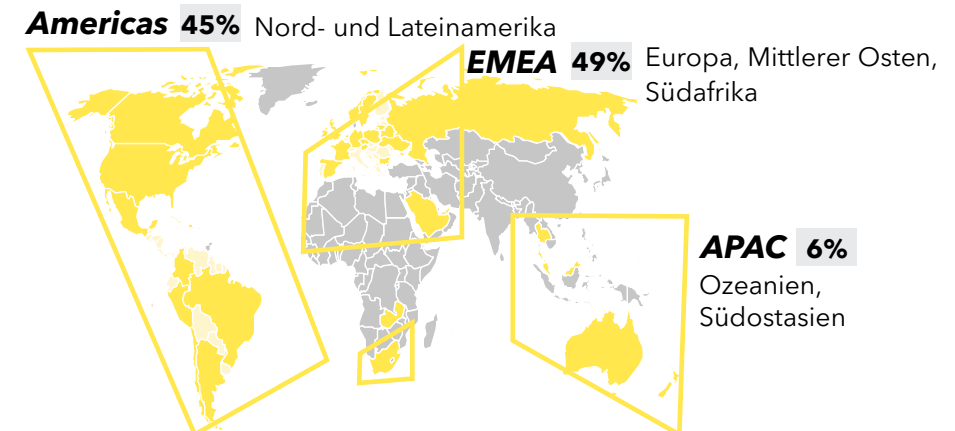 Americas 45% Nord- und Lateinamerika
EMEA 49% Europa, Mittlerer Osten,
Südafrika
APAC 6%
Ozeanien,
Südostasien